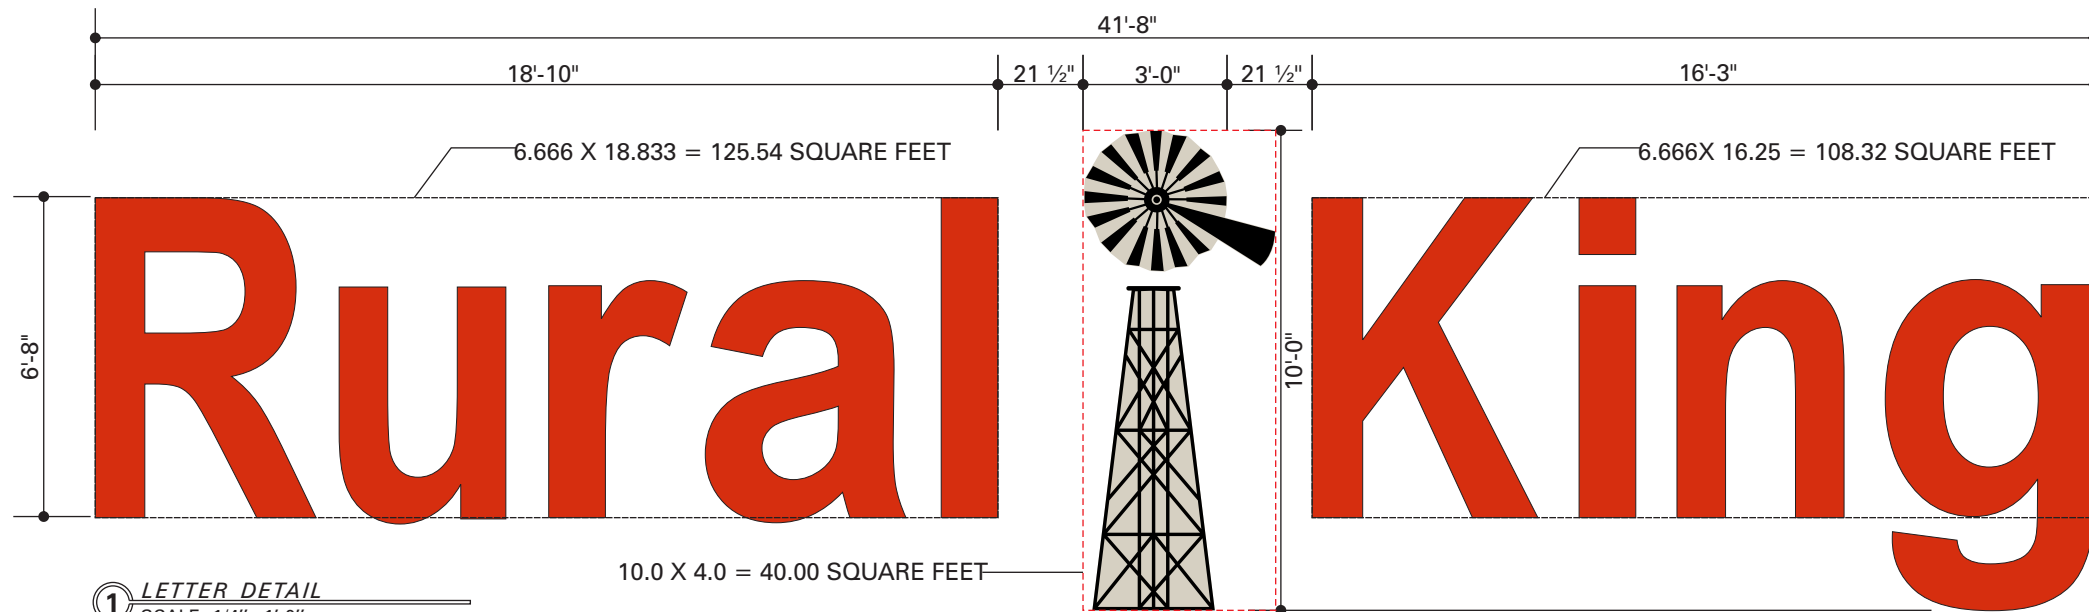 41'-8"
18'-10"
21 ½"
3'-0"
21 ½"
16'-3"
6.666 X 18.833 = 125.54 SQUARE FEET
6.666X 16.25 = 108.32 SQUARE FEET
6'-8"
Rural
King
10'-0"
10.0 X 4.0 = 40.00 SQUARE FEET
1
LETTER DETAIL